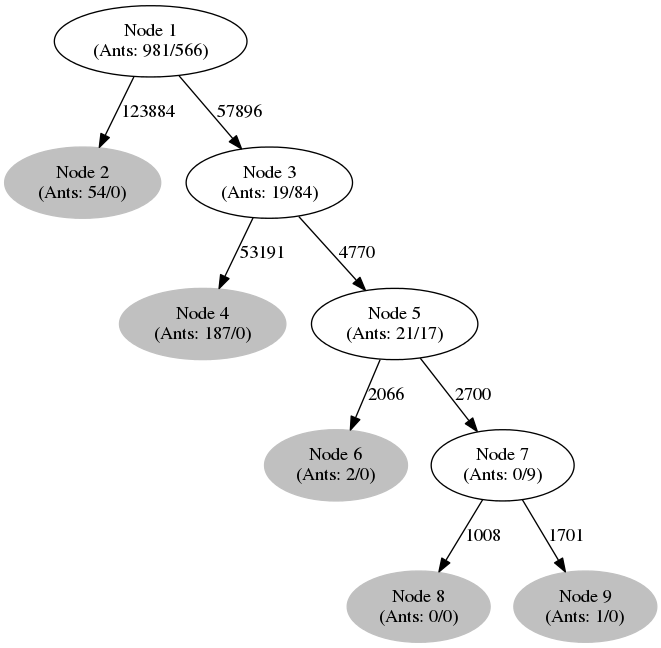 Node 1
(Ants: 981/566)
123884
57896
Node 2
(Ants: 54/0)
Node 3
(Ants: 19/84)
53191
4770
Node 4
(Ants: 187/0)
Node 5
(Ants: 21/17)
2066
2700
Node 6
(Ants: 2/0)
Node 7
(Ants: 0/9)
1008
1701
Node 8
(Ants: 0/0)
Node 9
(Ants: 1/0)